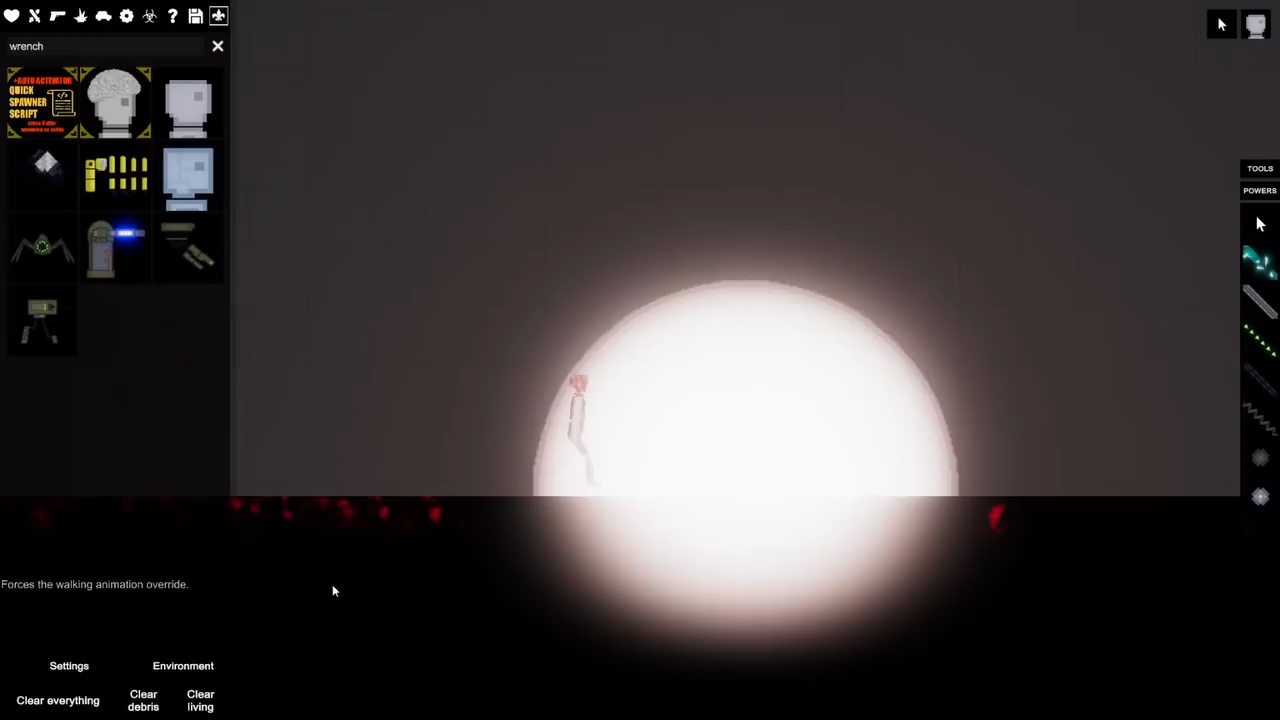 wrench
+AUTO ACTIVATOR
QUICK
SPAWNER
SCRIPT
TOOLS
POWERS
Forces the walking animation override.
Settings
Environment
Clear everything
Clear
debris
Clear
living